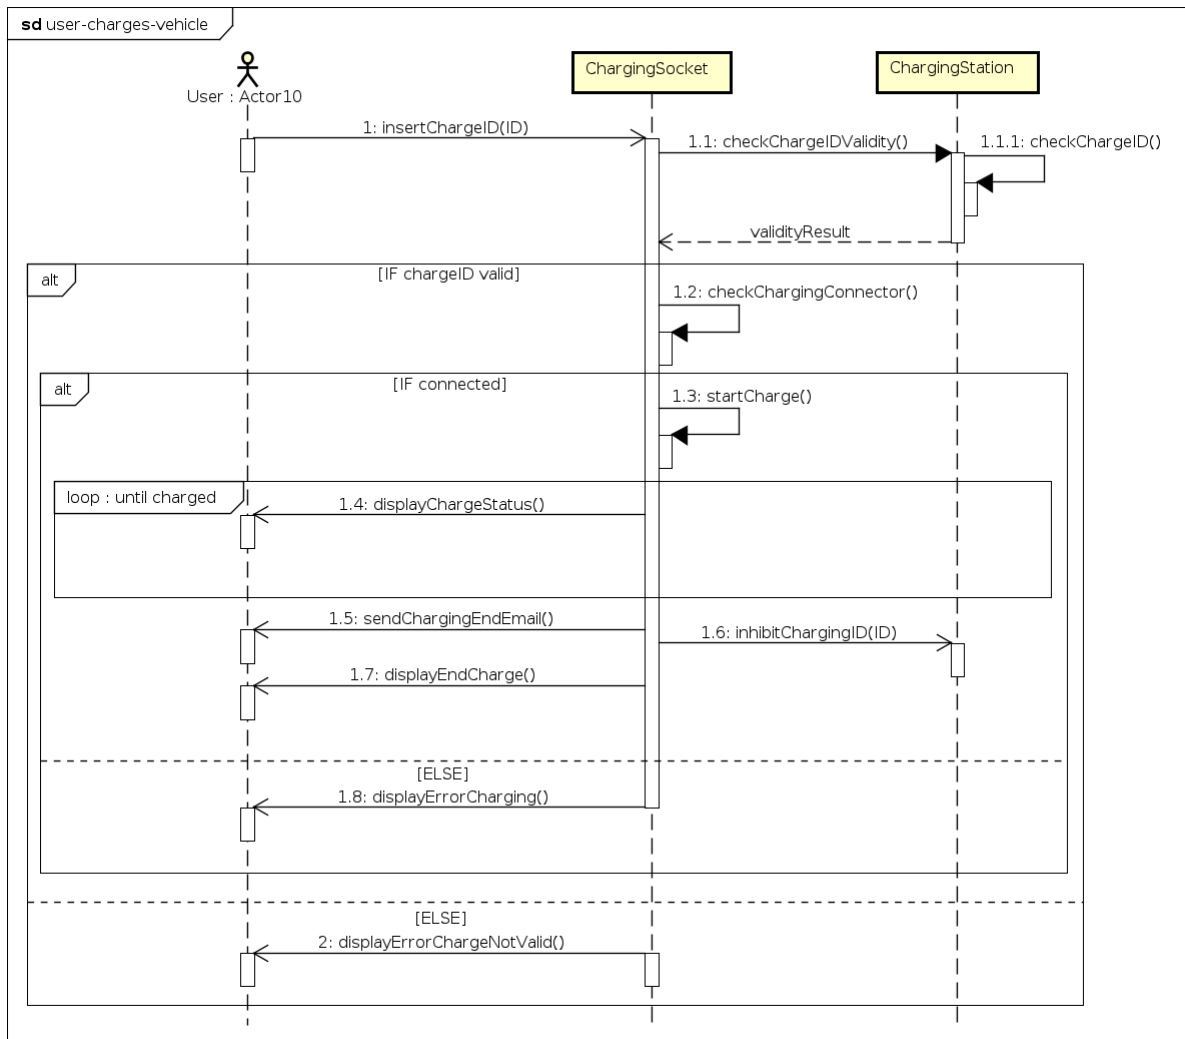 sd user-charges-vehicle
User : Actor10
ChargingSocket
ChargingStation
1: insertChargeID(ID)
1.1: checkChargeIDValidity()
1.1.1: checkChargeID()
validityResult
alt
[IF chargeID valid]
1.2: checkChargingConnector()
alt
[IF connected]
1.3: startCharge()
loop : until charged
1.4: displayChargeStatus()
1.5: sendChargingEndEmail()
1.6: inhibitChargingID(ID)
1.7: displayEndCharge()
[ELSE]
1.8: displayErrorCharging()
[ELSE]
2: displayErrorChargeNotValid()